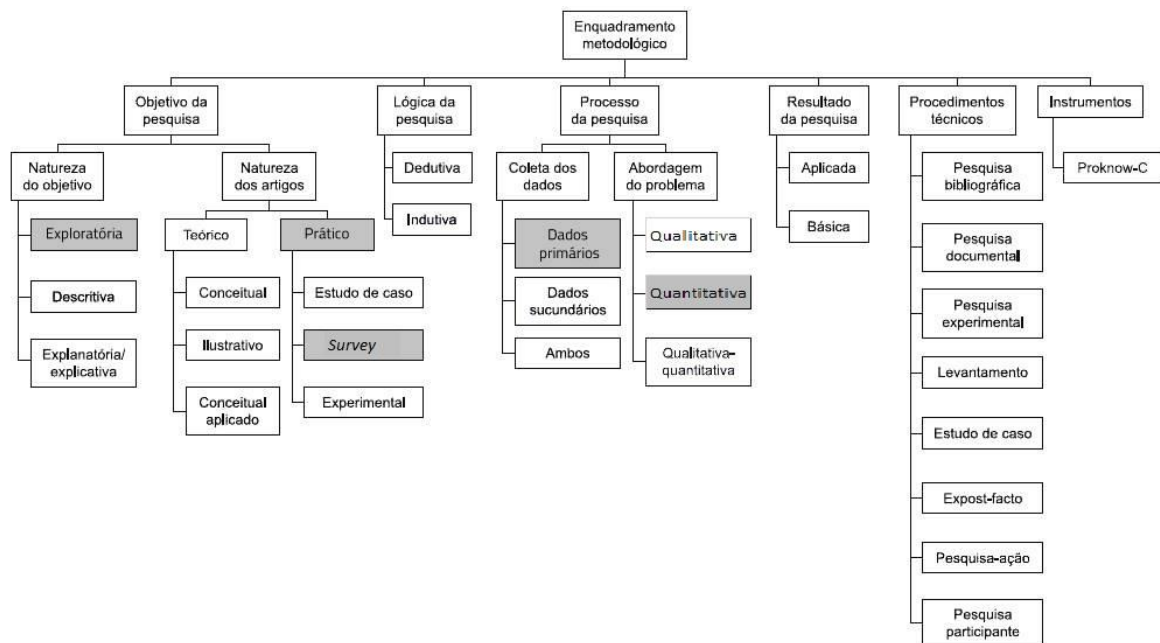 Enquadramento
metodológico
Objetivo da
pesquisa
Lógica da
pesquisa
Processo
da pesquisa
Resultado
da pesquisa
Procedimentos
técnicos
Instrumentos
Natureza
do objetivo
Natureza
dos artigos
Dedutiva
Indutiva
Coleta dos
dados
Abordagem
do problema
Aplicada
Básica
Pesquisa
bibliográfica
Proknow-C
Exploratória
Descritiva
Explanatória/
explicativa
Teórico
Conceitual
Ilustrativo
Conceitual
aplicado
Prático
Estudo de caso
Survey
Experimental
Dados
primários
Dados
sucundários
Ambos
Qualitativa
Quantitativa
Qualitativa-
quantitativa
Pesquisa
documental
Pesquisa
experimental
Levantamento
Estudo de caso
Expost-facto
Pesquisa-ação
Pesquisa
participante